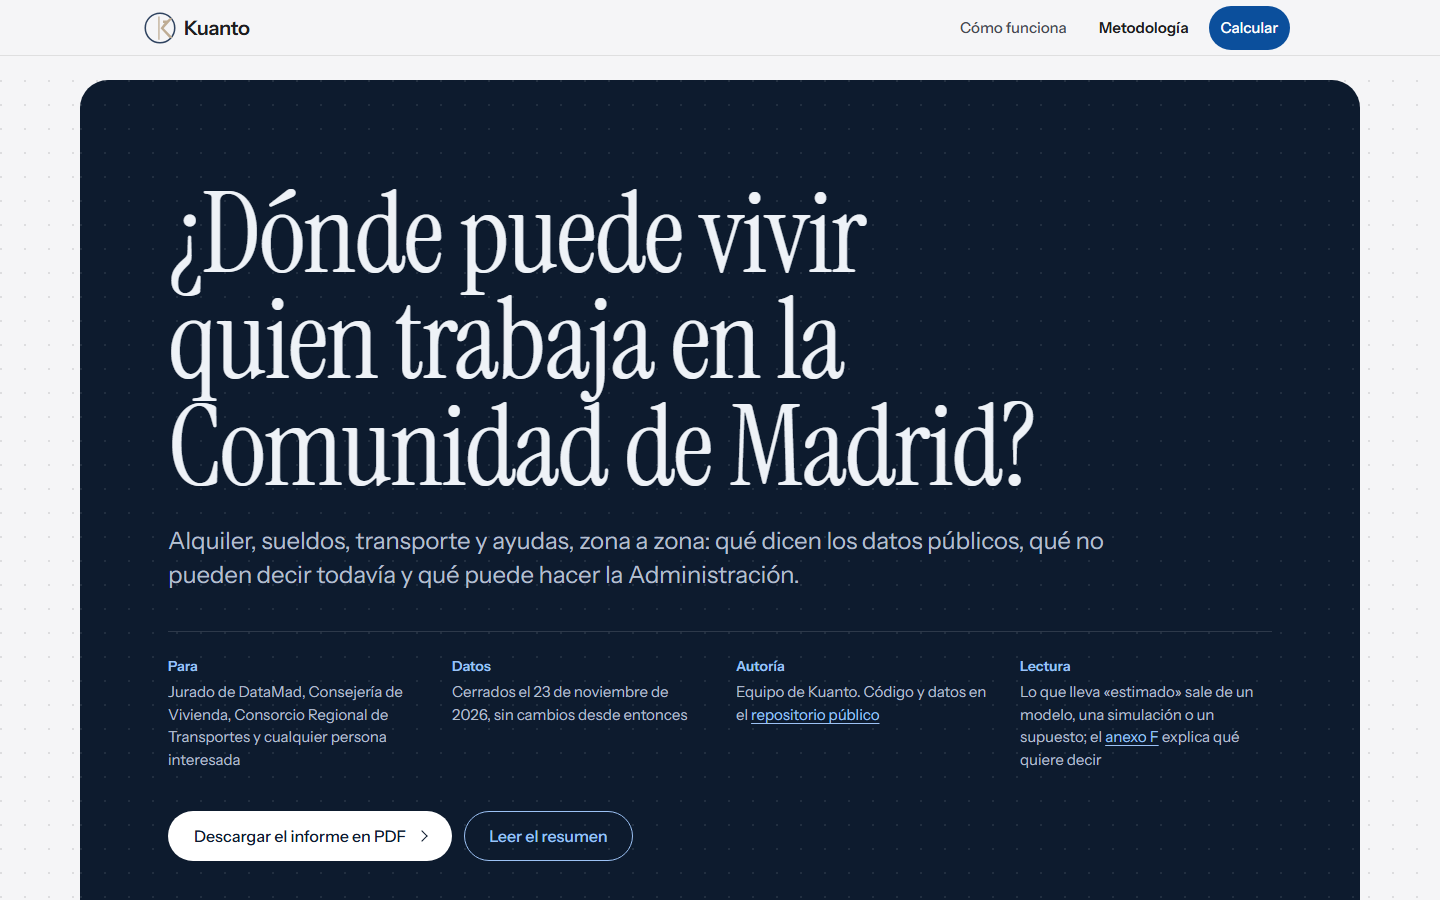 Kuanto
Cómo funciona
Metodología
Calcular
¿Dónde puede vivir
quien trabaja en la
Comunidad de Madrid?
Alquiler, sueldos, transporte y ayudas, zona a zona: qué dicen los datos públicos, qué no
pueden decir todavía y qué puede hacer la Administración.
Para
Jurado de DataMad, Consejería de
Vivienda, Consorcio Regional de
Transportes y cualquier persona
interesada
Datos
Cerrados el 23 de noviembre de
2026, sin cambios desde entonces
Autoría
Equipo de Kuanto. Código y datos en
el repositorio público
Lectura
Lo que lleva «estimado» sale de un
modelo, una simulación o un
supuesto; el anexo F explica qué
quiere decir
Descargar el informe en PDF
Leer el resumen